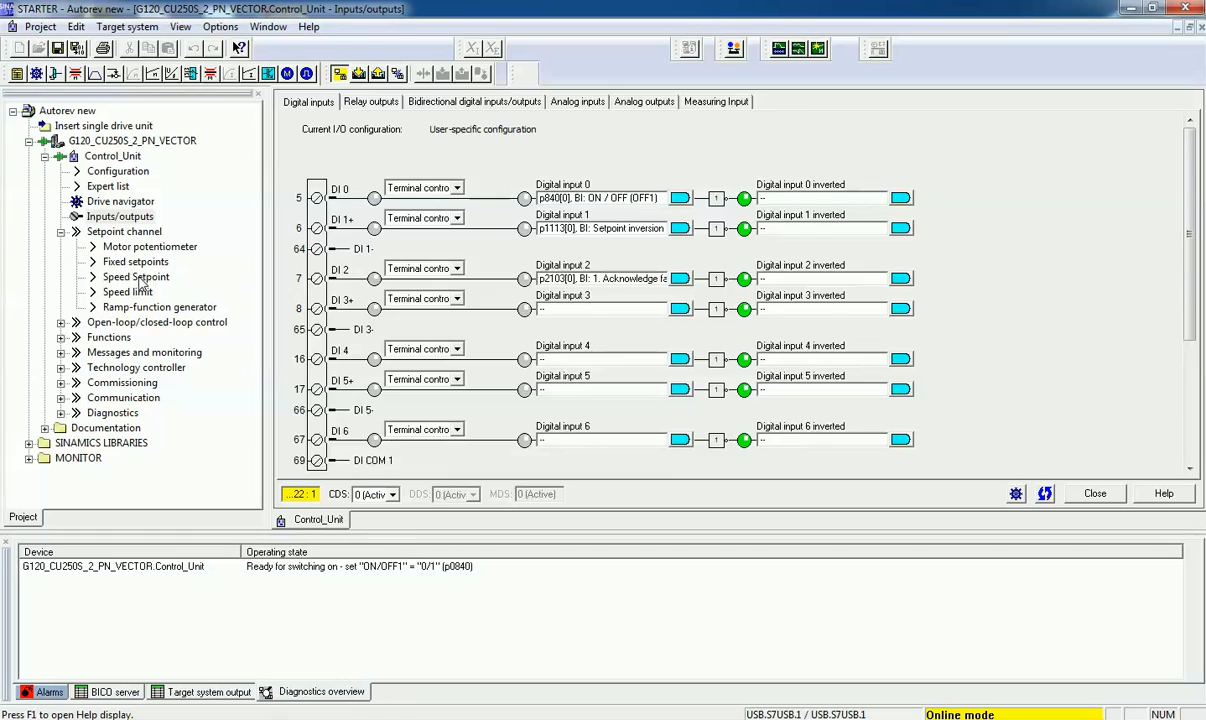 STARTER - Autorev new - [G120_CU250S_2_PN_VECTOR.Control_Unit - Inputs/outputs]
Project Edit Target system View Options Window Help
Digital inputs Relay outputs Bidirectional digital inputs/outputs Analog inputs Analog outputs Measuring Input
Autorev new
Insert single drive unit
G120_CU250S_2_PN_VECTOR
Control_Unit
Configuration
Expert list
Drive navigator
Inputs/outputs
Setpoint channel
Motor potentiometer
Fixed setpoints
Speed Setpoint
Speed limit
Ramp-function generator
Open-loop/closed-loop control
Functions
Messages and monitoring
Technology controller
Commissioning
Communication
Diagnostics
Documentation
SINAMICS LIBRARIES
MONITOR
Project
Current I/O configuration: User-specific configuration
Digital input 0 Digital input 0 inverted
5 DI 0 Terminal contro p840[0], BI: ON / OFF (OFF1) 1 --
Digital input 1 Digital input 1 inverted
6 DI 1+ Terminal contro p1113[0], BI: Setpoint inversion 1 --
64 DI 1-
Digital input 2 Digital input 2 inverted
7 DI 2 Terminal contro p2103[0], BI: 1. Acknowledge fa 1 --
Digital input 3 Digital input 3 inverted
8 DI 3+ Terminal contro -- 1 --
65 DI 3-
Digital input 4 Digital input 4 inverted
16 DI 4 Terminal contro -- 1 --
Digital input 5 Digital input 5 inverted
17 DI 5+ Terminal contro -- 1 --
66 DI 5-
Digital input 6 Digital input 6 inverted
67 DI 6 Terminal contro -- 1 --
69 DI COM 1
...22 : 1 CDS: 0 (Activ DDS: 0 (Activ MDS: 0 (Active) Close Help
Control_Unit
Device Operating state
G120_CU250S_2_PN_VECTOR.Control_Unit Ready for switching on - set "ON/OFF1" = "0/1" (p0840)
Alarms BICO server Target system output Diagnostics overview
Press F1 to open Help display. USB.S7USB.1 / USB.S7USB.1 Online mode NUM